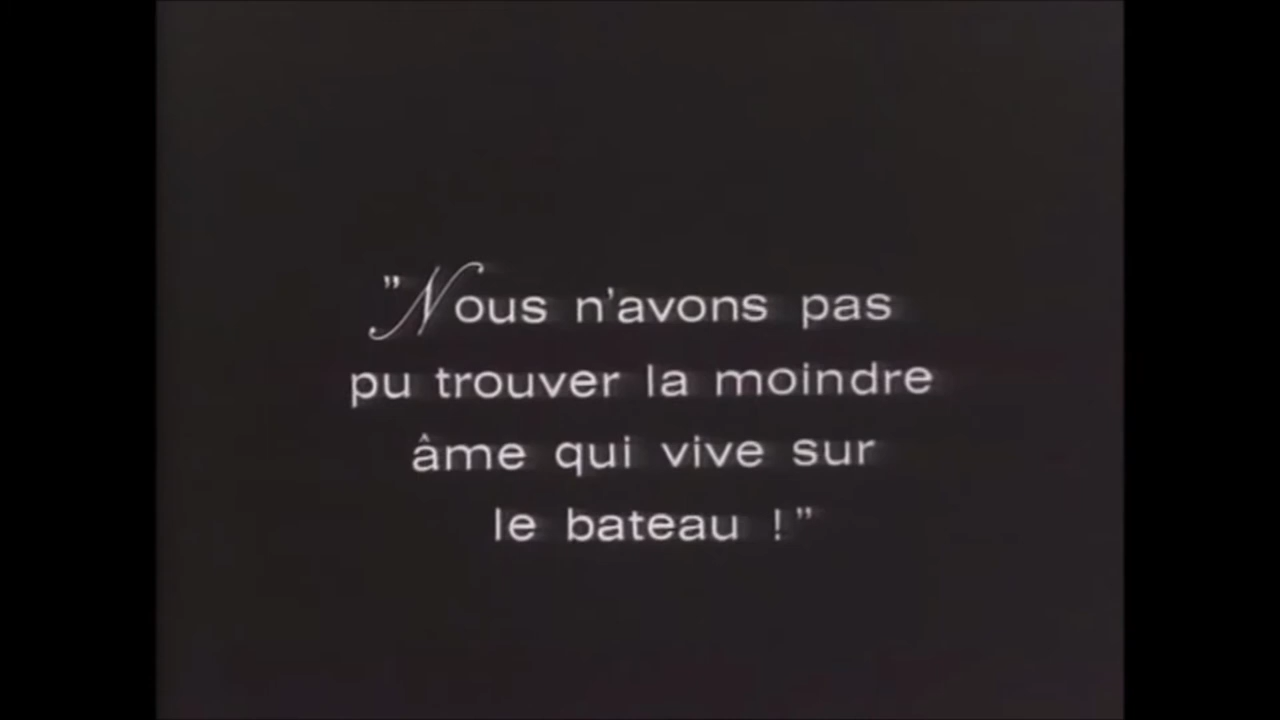 "Nous n'avons pas
pu trouver la moindre
âme qui vive sur
le bateau !"